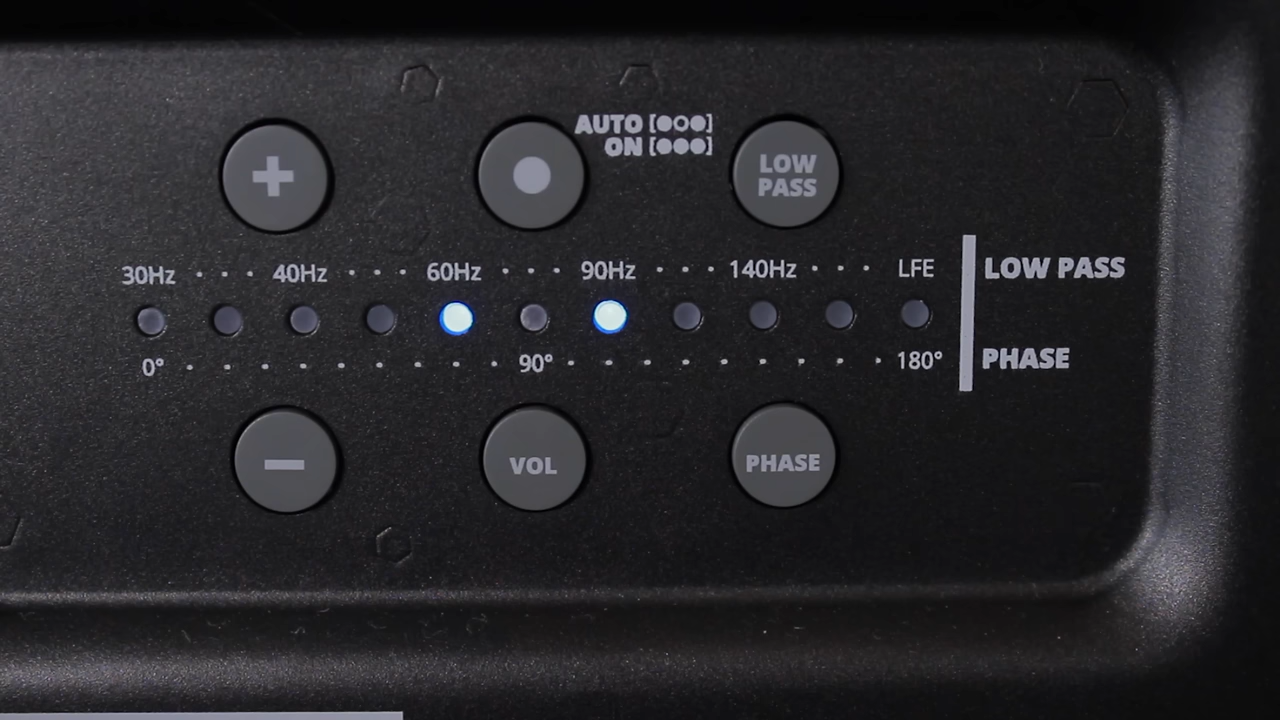 +
AUTO [●○●]
ON [●●●]
LOW
PASS
30Hz · · · 40Hz · · · 60Hz · · · 90Hz · · · 140Hz · · · LFE
LOW PASS
0° · · · · · · · · · 90° · · · · · · · · · 180°
PHASE
−
VOL
PHASE